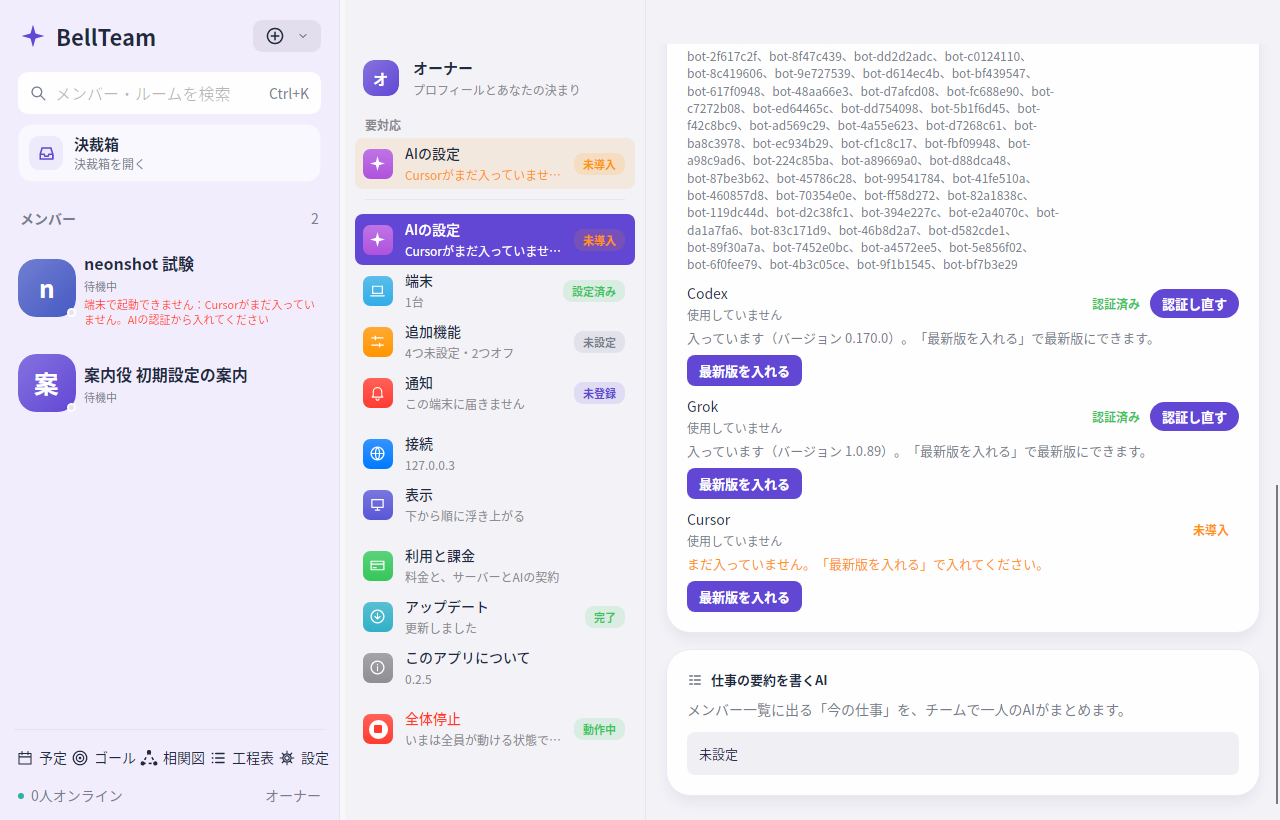 BellTeam
メンバー・ルームを検索
Ctrl+K
決裁箱
決裁箱を開く
メンバー
2
n
neonshot 試験
待機中
端末で起動できません：Cursorがまだ入ってい
ません。AIの認証から入れてください
案
案内役 初期設定の案内
待機中
予定
ゴール
相関図
工程表
設定
0人オンライン
オーナー
オ
オーナー
プロフィールとあなたの決まり
要対応
AIの設定
Cursorがまだ入っていませ…
未導入
AIの設定
Cursorがまだ入っていませ…
未導入
端末
1台
設定済み
追加機能
4つ未設定・2つオフ
未設定
通知
この端末に届きません
未登録
接続
127.0.0.3
表示
下から順に浮き上がる
利用と課金
料金と、サーバーとAIの契約
アップデート
更新しました
完了
このアプリについて
0.2.5
全体停止
いまは全員が動ける状態で…
動作中
bot-2f617c2f、bot-8f47c439、bot-dd2d2adc、bot-c0124110、
bot-8c419606、bot-9e727539、bot-d614ec4b、bot-bf439547、
bot-617f0948、bot-48aa66e3、bot-d7afcd08、bot-fc688e90、bot-
c7272b08、bot-ed64465c、bot-dd754098、bot-5b1f6d45、bot-
f42c8bc9、bot-ad569c29、bot-4a55e623、bot-d7268c61、bot-
ba8c3978、bot-ec934b29、bot-cf1c8c17、bot-fbf09948、bot-
a98c9ad6、bot-224c85ba、bot-a89669a0、bot-d88dca48、
bot-87be3b62、bot-45786c28、bot-99541784、bot-41fe510a、
bot-460857d8、bot-70354e0e、bot-ff58d272、bot-82a1838c、
bot-119dc44d、bot-d2c38fc1、bot-394e227c、bot-e2a4070c、bot-
da1a7fa6、bot-83c171d9、bot-46b8d2a7、bot-d582cde1、
bot-89f30a7a、bot-7452e0bc、bot-a4572ee5、bot-5e856f02、
bot-6f0fee79、bot-4b3c05ce、bot-9f1b1545、bot-bf7b3e29
Codex
使用していません
認証済み
認証し直す
入っています（バージョン 0.170.0）。「最新版を入れる」で最新版にできます。
最新版を入れる
Grok
使用していません
認証済み
認証し直す
入っています（バージョン 1.0.89）。「最新版を入れる」で最新版にできます。
最新版を入れる
Cursor
使用していません
未導入
まだ入っていません。「最新版を入れる」で入れてください。
最新版を入れる
仕事の要約を書くAI
メンバー一覧に出る「今の仕事」を、チームで一人のAIがまとめます。
未設定